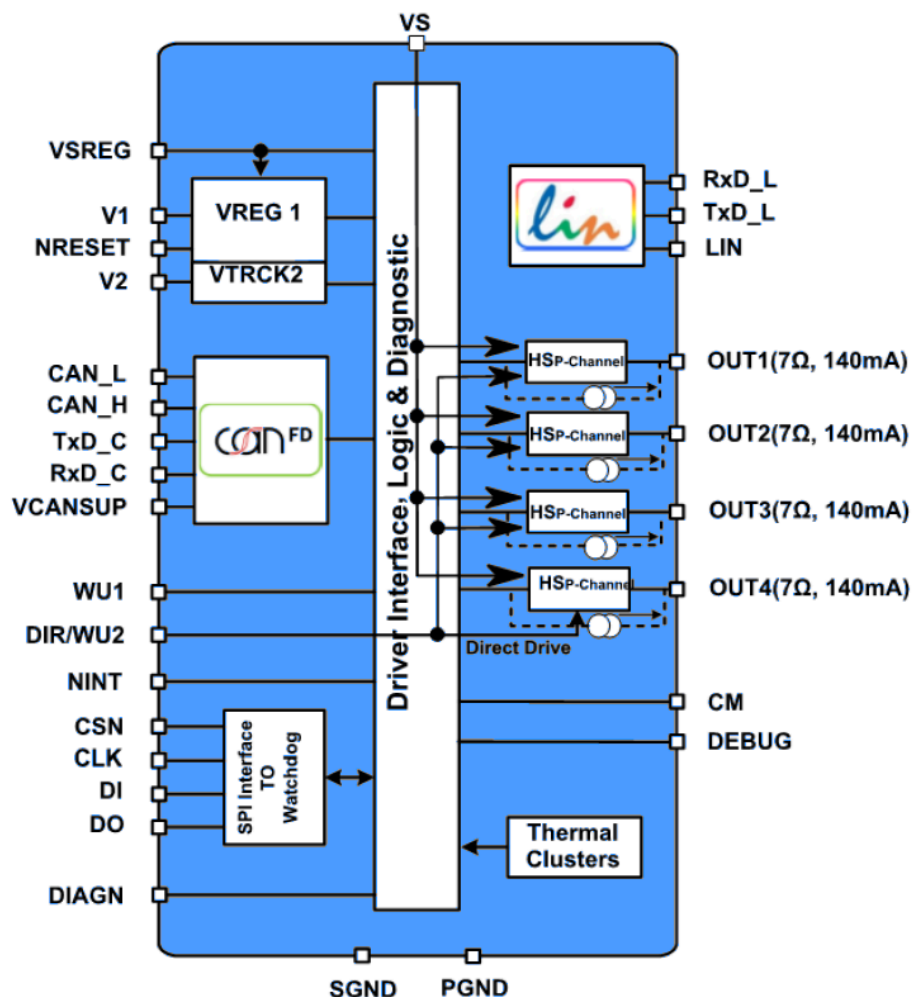 VS
VSREG
V1
NRESET
V2
VREG 1
VTRCK2
CAN_L
CAN_H
TxD_C
RxD_C
VCANSUP
can FD
WU1
DIR/WU2
NINT
CSN
CLK
DI
DO
SPI Interface
TO
Watchdog
DIAGN
Driver Interface, Logic & Diagnostic
lin
RxD_L
TxD_L
LIN
HSP-Channel
OUT1(7Ω, 140mA)
HSP-Channel
OUT2(7Ω, 140mA)
HSP-Channel
OUT3(7Ω, 140mA)
HSP-Channel
OUT4(7Ω, 140mA)
Direct Drive
CM
DEBUG
Thermal
Clusters
SGND
PGND